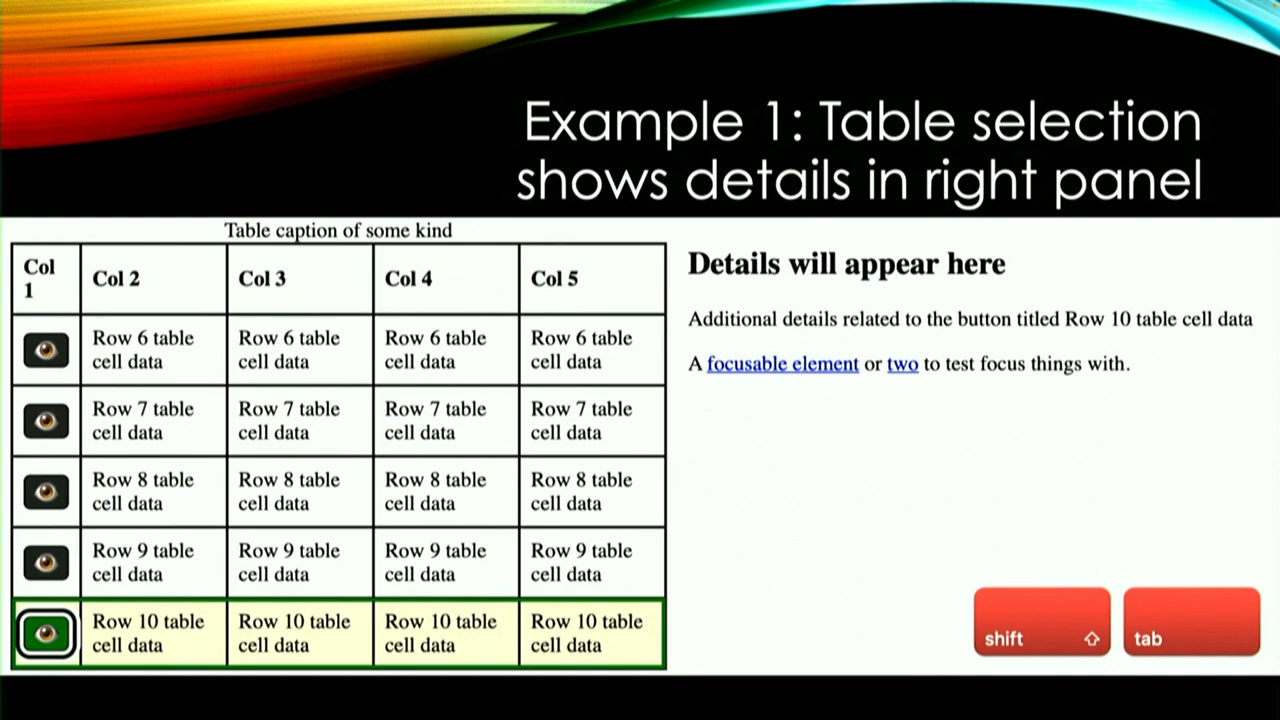 Example 1: Table selection
shows details in right panel
Table caption of some kind
Col 1 Col 2 Col 3 Col 4 Col 5
Row 6 table cell data Row 6 table cell data Row 6 table cell data Row 6 table cell data
Row 7 table cell data Row 7 table cell data Row 7 table cell data Row 7 table cell data
Row 8 table cell data Row 8 table cell data Row 8 table cell data Row 8 table cell data
Row 9 table cell data Row 9 table cell data Row 9 table cell data Row 9 table cell data
Row 10 table cell data Row 10 table cell data Row 10 table cell data Row 10 table cell data
Details will appear here
Additional details related to the button titled Row 10 table cell data
A focusable element or two to test focus things with.
shift
tab